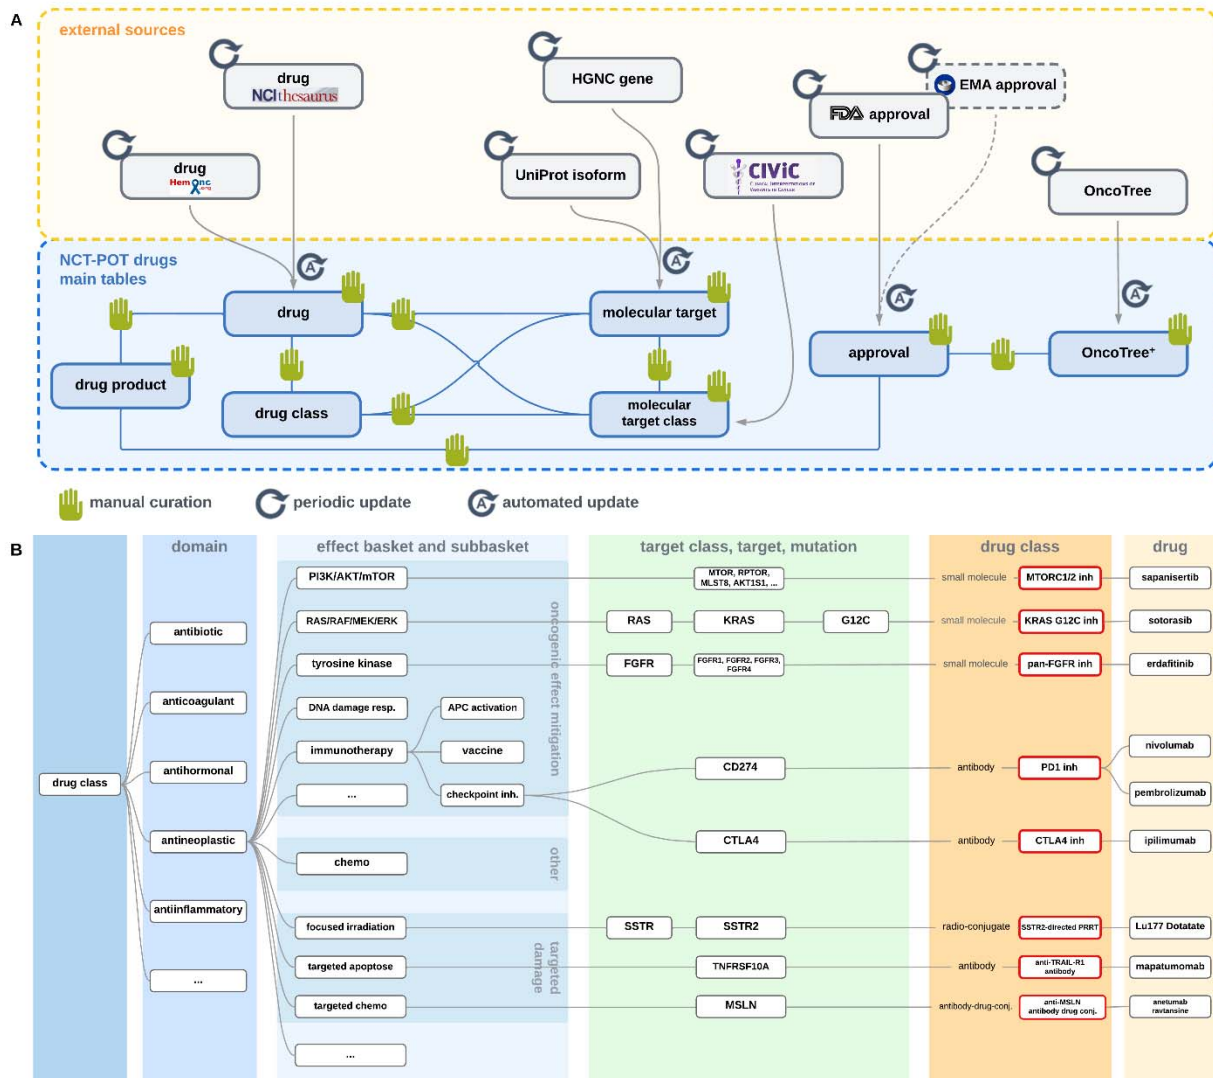 A
external sources
drug
NCI thesaurus
HGNC gene
EMA approval
FDA approval
drug
HemOnc
.org
UniProt isoform
CIViC
CLINICAL INTERPRETATIONS OF
VARIANTS IN CANCER
OncoTree
NCT-POT drugs
main tables
A
A
A
A
drug
molecular target
approval
OncoTree+
drug product
drug class
molecular
target class
manual curation
periodic update
A
automated update
B
domain
effect basket and subbasket
target class, target, mutation
drug class
drug
PI3K/AKT/mTOR
MTOR, RPTOR,
MLST8, AKT1S1, ...
small molecule
MTORC1/2 inh
sapanisertib
antibiotic
RAS/RAF/MEK/ERK
RAS
KRAS
G12C
small molecule
KRAS G12C inh
sotorasib
tyrosine kinase
FGFR
FGFR1, FGFR2, FGFR3,
FGFR4
small molecule
pan-FGFR inh
erdafitinib
oncogenic effect mitigation
anticoagulant
DNA damage resp.
APC activation
immunotherapy
vaccine
nivolumab
drug class
antihormonal
CD274
antibody
PD1 inh
...
checkpoint inh.
pembrolizumab
antineoplastic
CTLA4
antibody
CTLA4 inh
ipilimumab
chemo
other
antiinflammatory
focused irradiation
SSTR
SSTR2
radio-conjugate
SSTR2-directed PRRT
Lu177 Dotatate
targeted
damage
...
targeted apoptose
TNFRSF10A
antibody
anti-TRAIL-R1
antibody
mapatumomab
targeted chemo
MSLN
antibody-drug-conj.
anti-MSLN
antibody drug conj.
anetumab
ravtansine
...